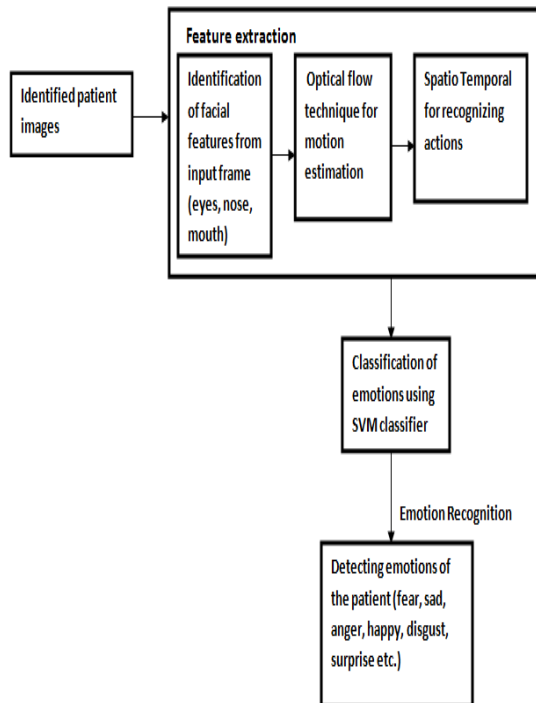 Feature extraction
Identified patient
images
Identification
of facial
features from
input frame
(eyes, nose,
mouth)
Optical flow
technique for
motion
estimation
Spatio Temporal
for recognizing
actions
Classification of
emotions using
SVM classifier
Emotion Recognition
Detecting emotions of
the patient (fear, sad,
anger, happy, disgust,
surprise etc.)